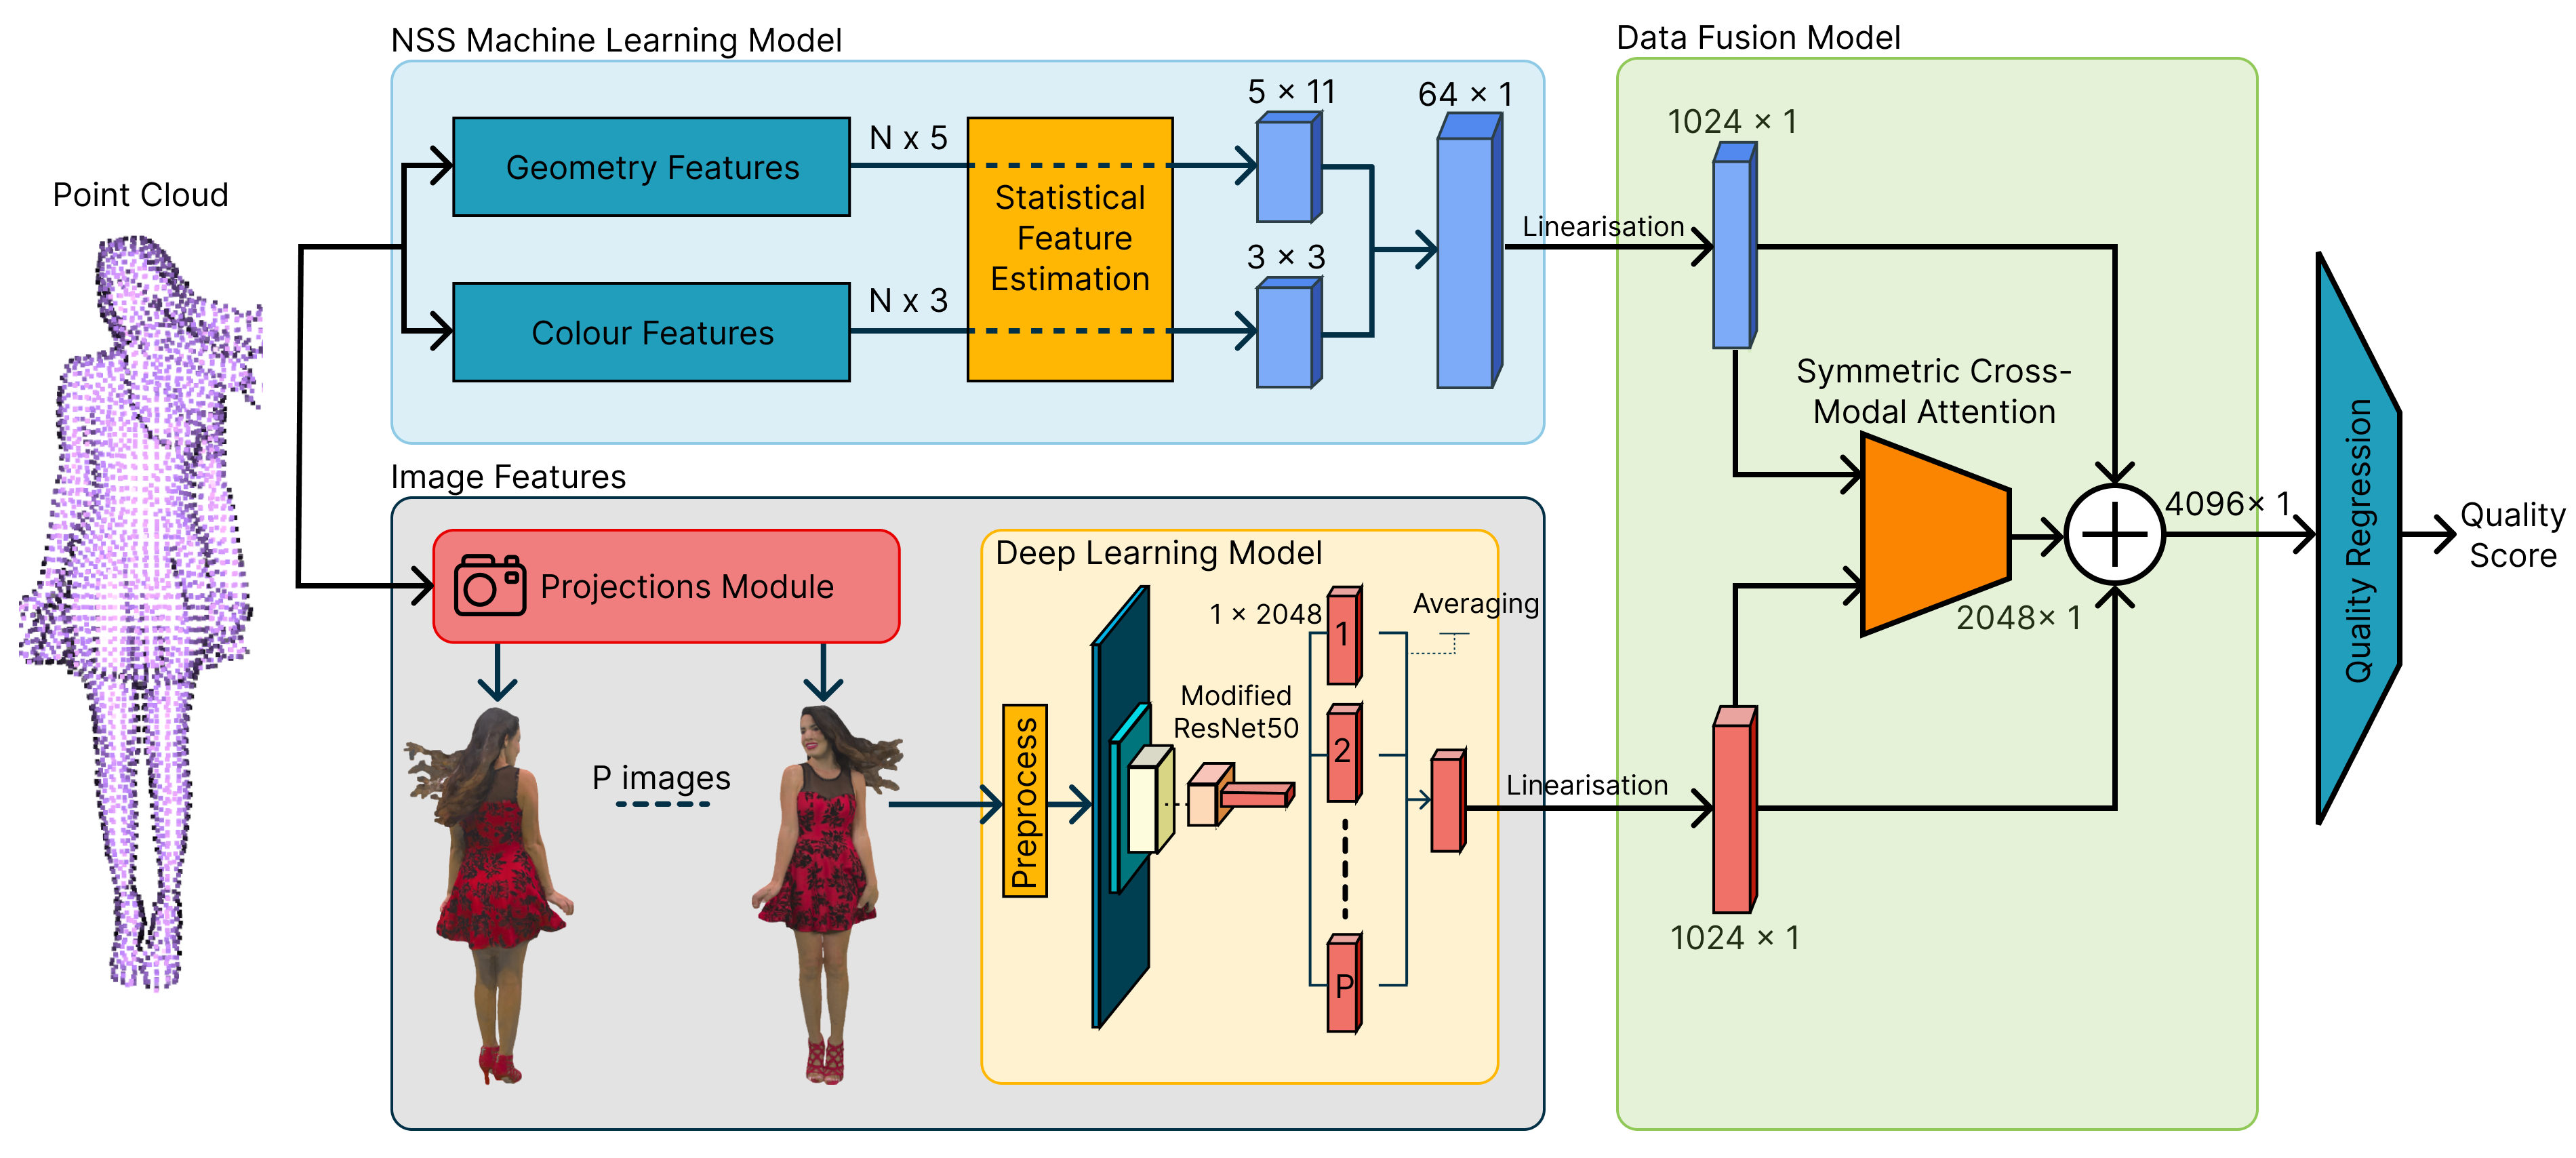 NSS Machine Learning Model
Data Fusion Model
Point Cloud
Geometry Features
N x 5
Colour Features
N x 3
Statistical
Feature
Estimation
5 × 11
3 × 3
64 × 1
Linearisation
1024 × 1
Symmetric Cross-
Modal Attention
2048× 1
4096× 1
Quality Regression
Quality
Score
Image Features
Projections Module
P images
Deep Learning Model
Preprocess
Modified
ResNet50
1 × 2048
1
2
P
Averaging
Linearisation
1024 × 1